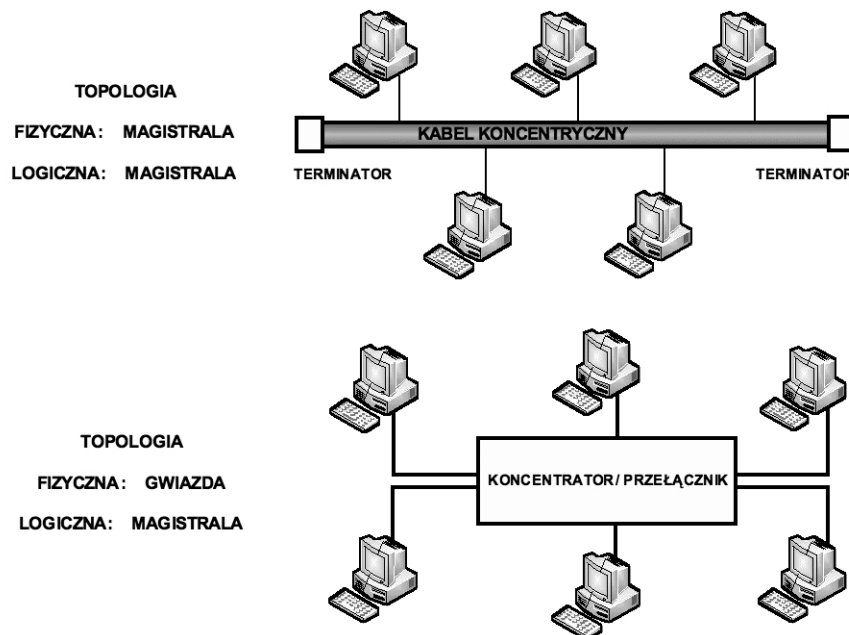 TOPOLOGIA
FIZYCZNA: MAGISTRALA
LOGICZNA: MAGISTRALA
KABEL KONCENTRYCZNY
TERMINATOR
TERMINATOR
TOPOLOGIA
FIZYCZNA: GWIAZDA
LOGICZNA: MAGISTRALA
KONCENTRATOR/ PRZEŁĄCZNIK